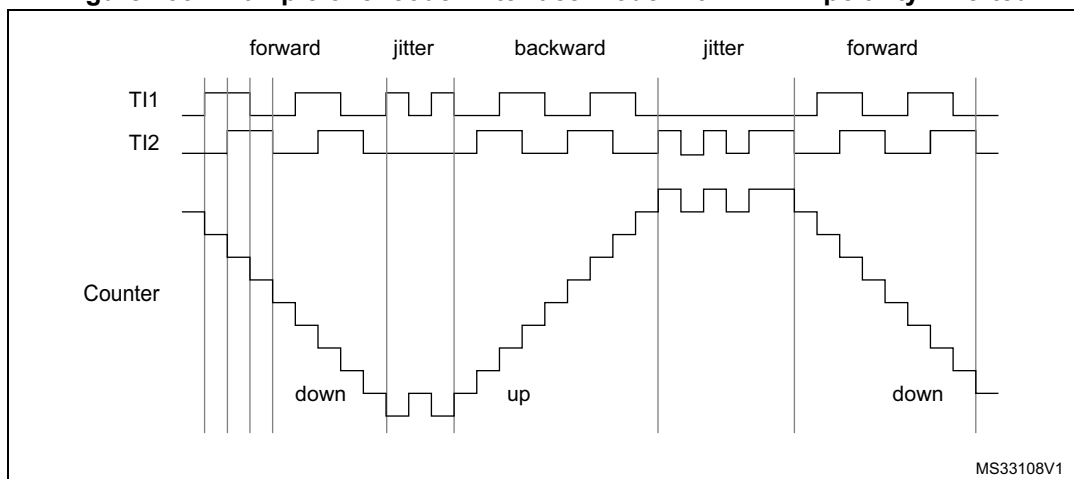 forward jitter backward jitter forward
TI1
TI2
Counter
down up down
MS33108V1